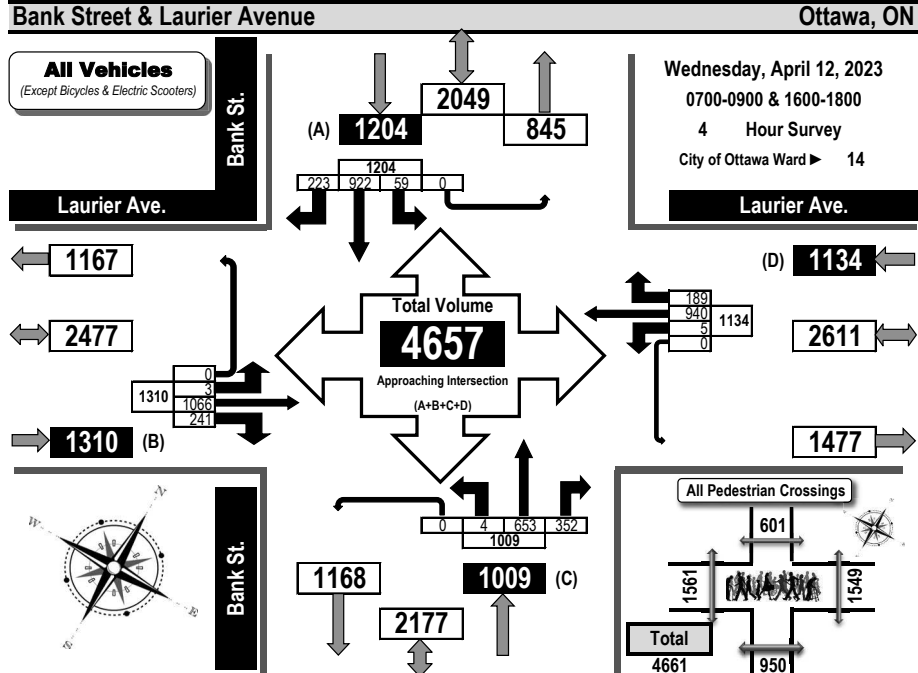 Bank Street & Laurier Avenue Ottawa, ON
All Vehicles
(Except Bicycles & Electric Scooters)
Bank St.
Laurier Ave.
2049
(A) 1204
845
1204
223 922 59 0
Wednesday, April 12, 2023
0700-0900 & 1600-1800
4 Hour Survey
City of Ottawa Ward ► 14
Laurier Ave.
1167
2477
1310 (B)
0
3
1310
1066
241
Total Volume
4657
Approaching Intersection
(A+B+C+D)
189
940
1134
5
0
(D) 1134
2611
1477
N
W
E
S
Bank St.
0 4 653 352
1009
1168
1009 (C)
2177
All Pedestrian Crossings
601
1561
1549
Total
4661
950